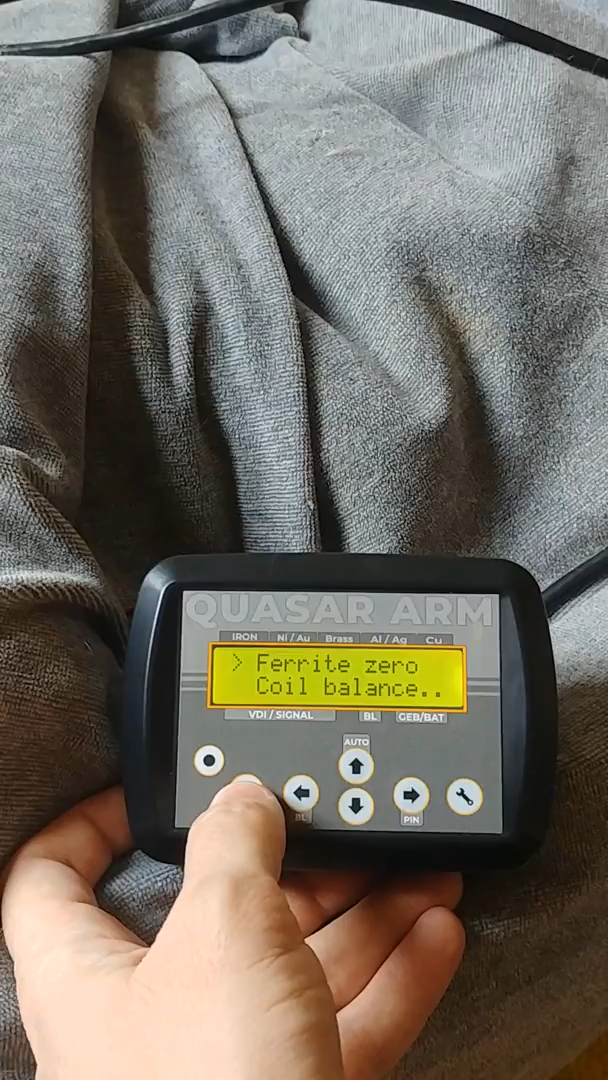 QUASAR ARM
IRON Ni / Au Brass Al / Ag Cu
> Ferrite zero
Coil balance..
VDI / SIGNAL BL GEB/BAT
AUTO
BL PIN